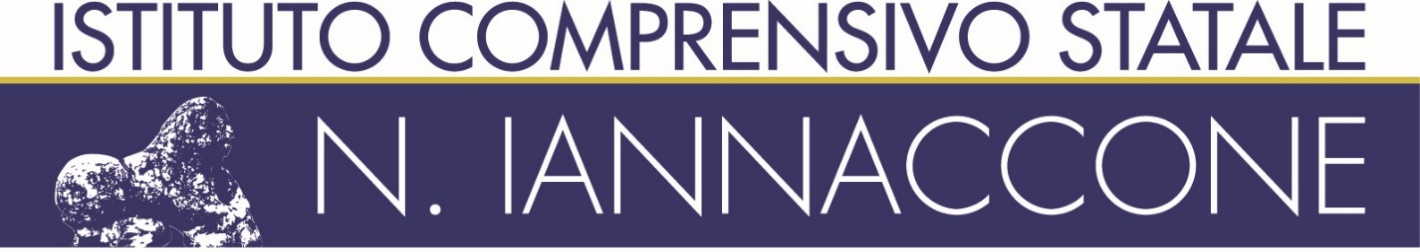 ISTITUTO COMPRENSIVO STATALE
N. IANNACCONE